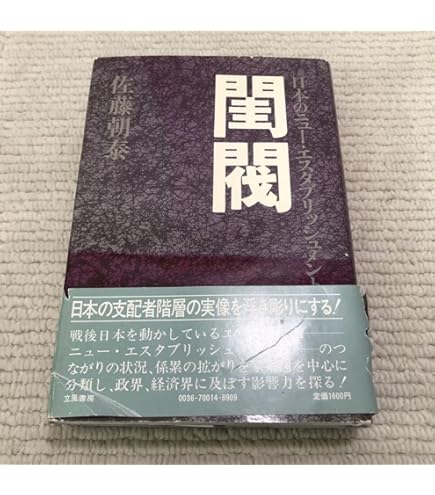 日本のニュー・エスタブリッシュメント
閨閥
佐藤朝泰
日本の支配者階層の実像を浮き彫りにする!
戦後日本を動かしているエ
ニュー・エスタブリッシュ のつ
ながりの状況、係累の拡がりを 中心に
分類し、政界、経済界に及ぼす影響力を探る!
立風書房
0036-70014-8909
定価1600円